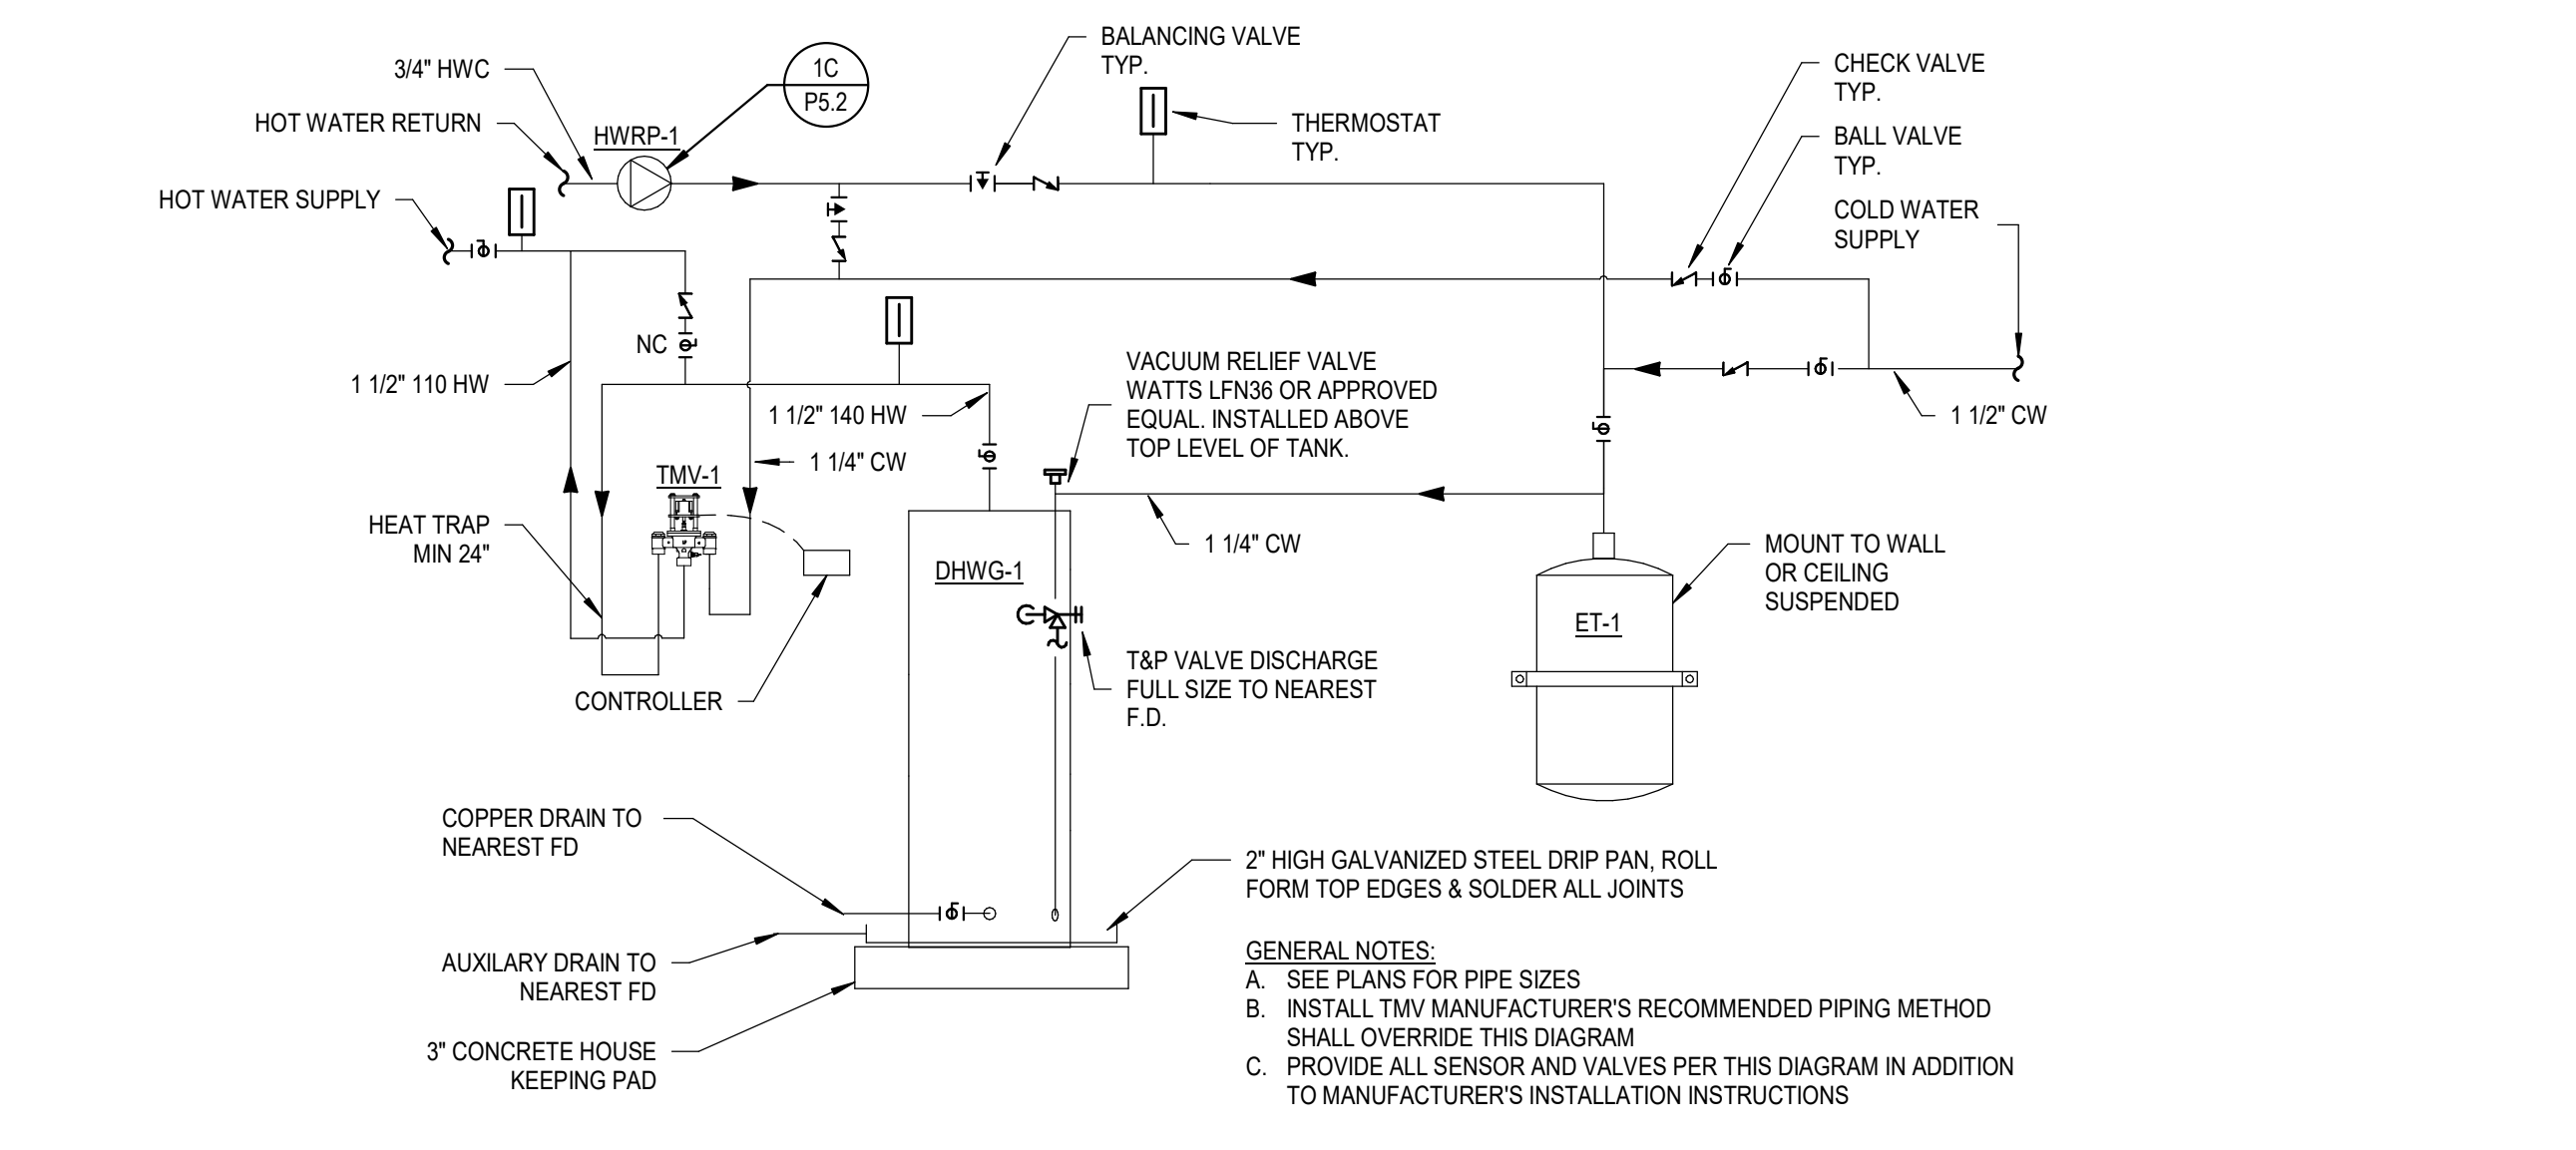 BALANCING VALVE
TYP.
CHECK VALVE
TYP.
3/4" HWC
1C
P5.2
HOT WATER RETURN
HWRP-1
THERMOSTAT
TYP.
BALL VALVE
TYP.
HOT WATER SUPPLY
COLD WATER
SUPPLY
NC
1 1/2" 110 HW
1 1/2" 140 HW
VACUUM RELIEF VALVE
WATTS LFN36 OR APPROVED
EQUAL. INSTALLED ABOVE
TOP LEVEL OF TANK.
1 1/2" CW
1 1/4" CW
TMV-1
HEAT TRAP
MIN 24"
1 1/4" CW
MOUNT TO WALL
OR CEILING
SUSPENDED
DHWG-1
ET-1
T&P VALVE DISCHARGE
FULL SIZE TO NEAREST
F.D.
CONTROLLER
COPPER DRAIN TO
NEAREST FD
2" HIGH GALVANIZED STEEL DRIP PAN, ROLL
FORM TOP EDGES & SOLDER ALL JOINTS
AUXILARY DRAIN TO
NEAREST FD
3" CONCRETE HOUSE
KEEPING PAD
GENERAL NOTES:
A. SEE PLANS FOR PIPE SIZES
B. INSTALL TMV MANUFACTURER'S RECOMMENDED PIPING METHOD
SHALL OVERRIDE THIS DIAGRAM
C. PROVIDE ALL SENSOR AND VALVES PER THIS DIAGRAM IN ADDITION
TO MANUFACTURER'S INSTALLATION INSTRUCTIONS